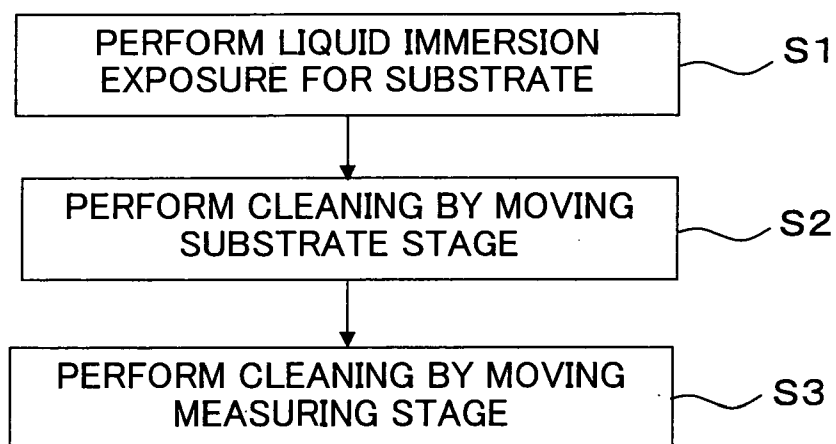 PERFORM LIQUID IMMERSION
EXPOSURE FOR SUBSTRATE
S1
PERFORM CLEANING BY MOVING
SUBSTRATE STAGE
S2
PERFORM CLEANING BY MOVING
MEASURING STAGE
S3